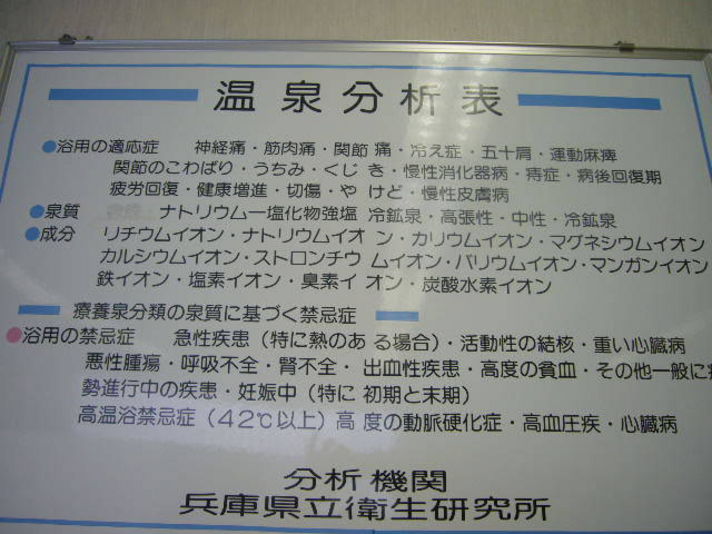 温泉分析表
●浴用の適応症 神経痛・筋肉痛・関節痛・冷え症・五十肩・運動麻痺
関節のこわばり・うちみ・くじき・慢性消化器病・痔症・病後回復期
疲労回復・健康増進・切傷・やけど・慢性皮膚病
●泉質 ナトリウム一塩化物強塩冷鉱泉・高張性・中性・冷鉱泉
●成分 リチウムイオン・ナトリウムイオン・カリウムイオン・マグネシウムイオン
カルシウムイオン・ストロンチウムイオン・バリウムイオン・マンガンイオン
鉄イオン・塩素イオン・臭素イオン・炭酸水素イオン
療養泉分類の泉質に基づく禁忌症
●浴用の禁忌症 急性疾患（特に熱のある場合）・活動性の結核・重い心臓病
悪性腫瘍・呼吸不全・腎不全・出血性疾患・高度の貧血・その他一般に
勢進行中の疾患・妊娠中（特に初期と末期）
高温浴禁忌症（42℃以上）高度の動脈硬化症・高血圧疾・心臓病
分析機関
兵庫県立衛生研究所